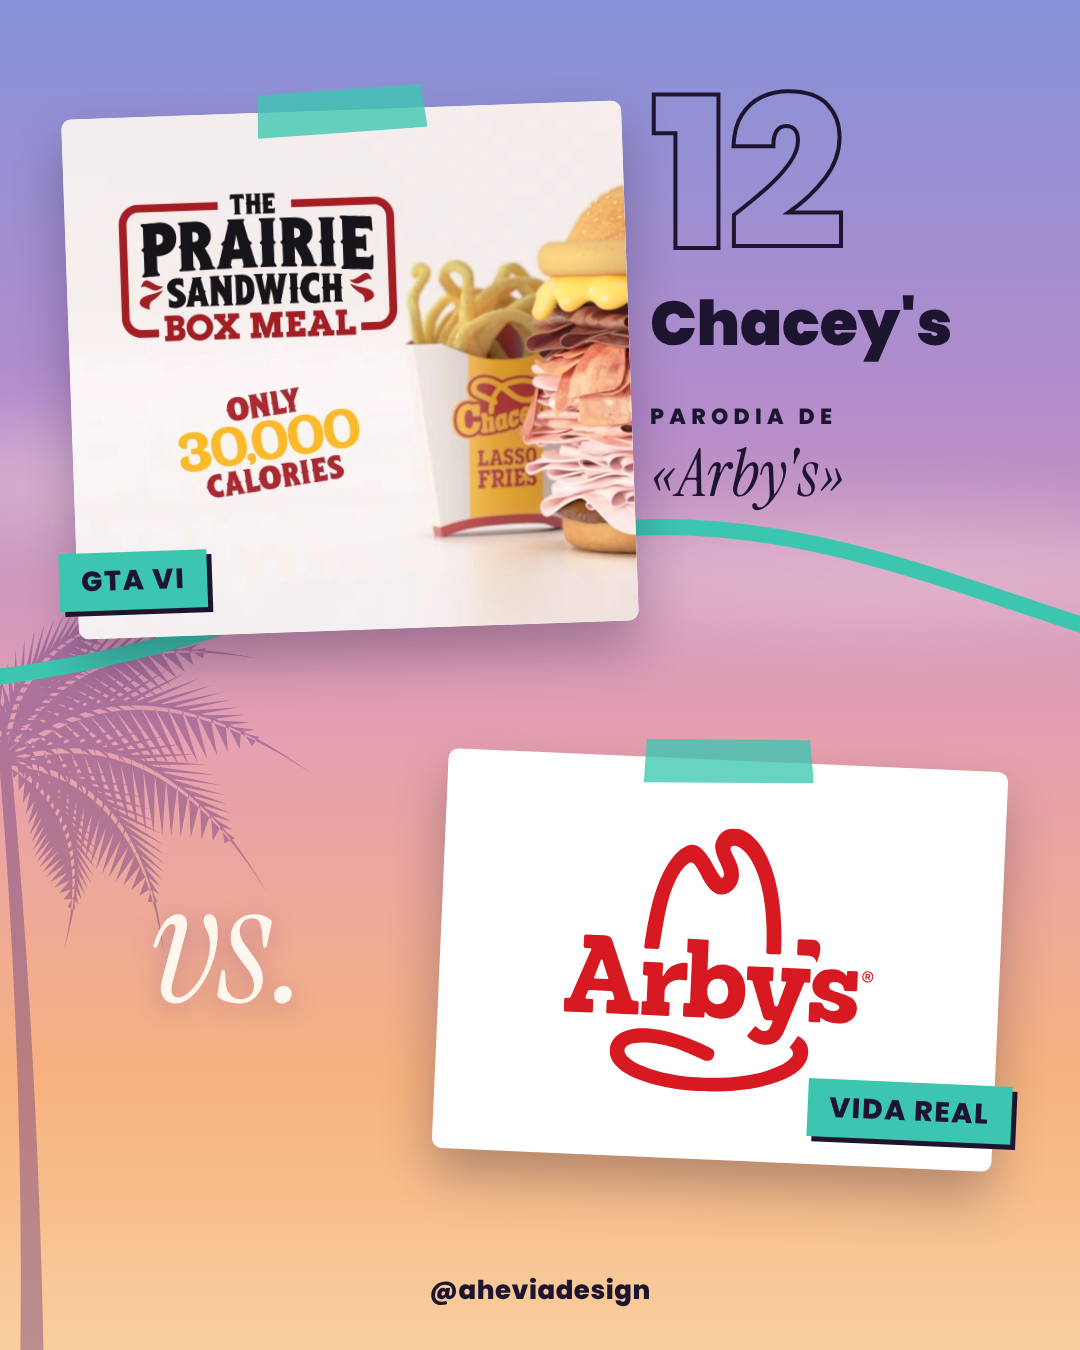 12
Chacey's
PARODIA DE
«Arby's»
THE
PRAIRIE
SANDWICH
BOX MEAL
ONLY
30,000
CALORIES
LASSO
FRIES
GTA VI
vs.
Arby's®
VIDA REAL
@aheviadesign